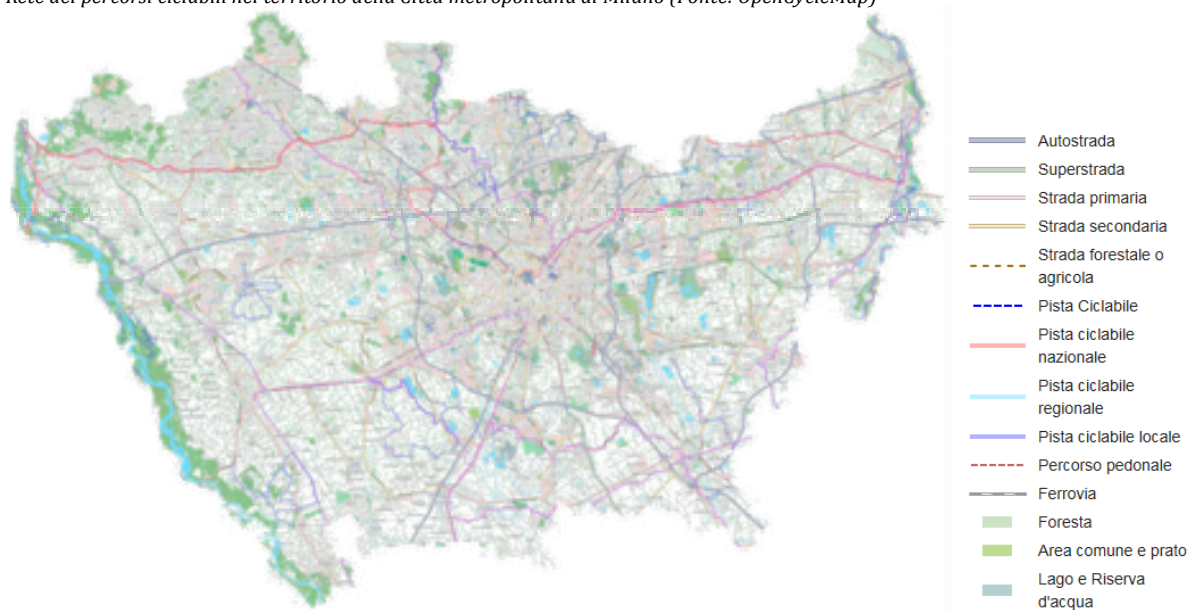 Rete dei percorsi ciclabili nel territorio della Città metropolitana di Milano (Fonte: OpenCycleMap)
Autostrada
Superstrada
Strada primaria
Strada secondaria
Strada forestale o
agricola
Pista Ciclabile
Pista ciclabile
nazionale
Pista ciclabile
regionale
Pista ciclabile locale
Percorso pedonale
Ferrovia
Foresta
Area comune e prato
Lago e Riserva
d'acqua